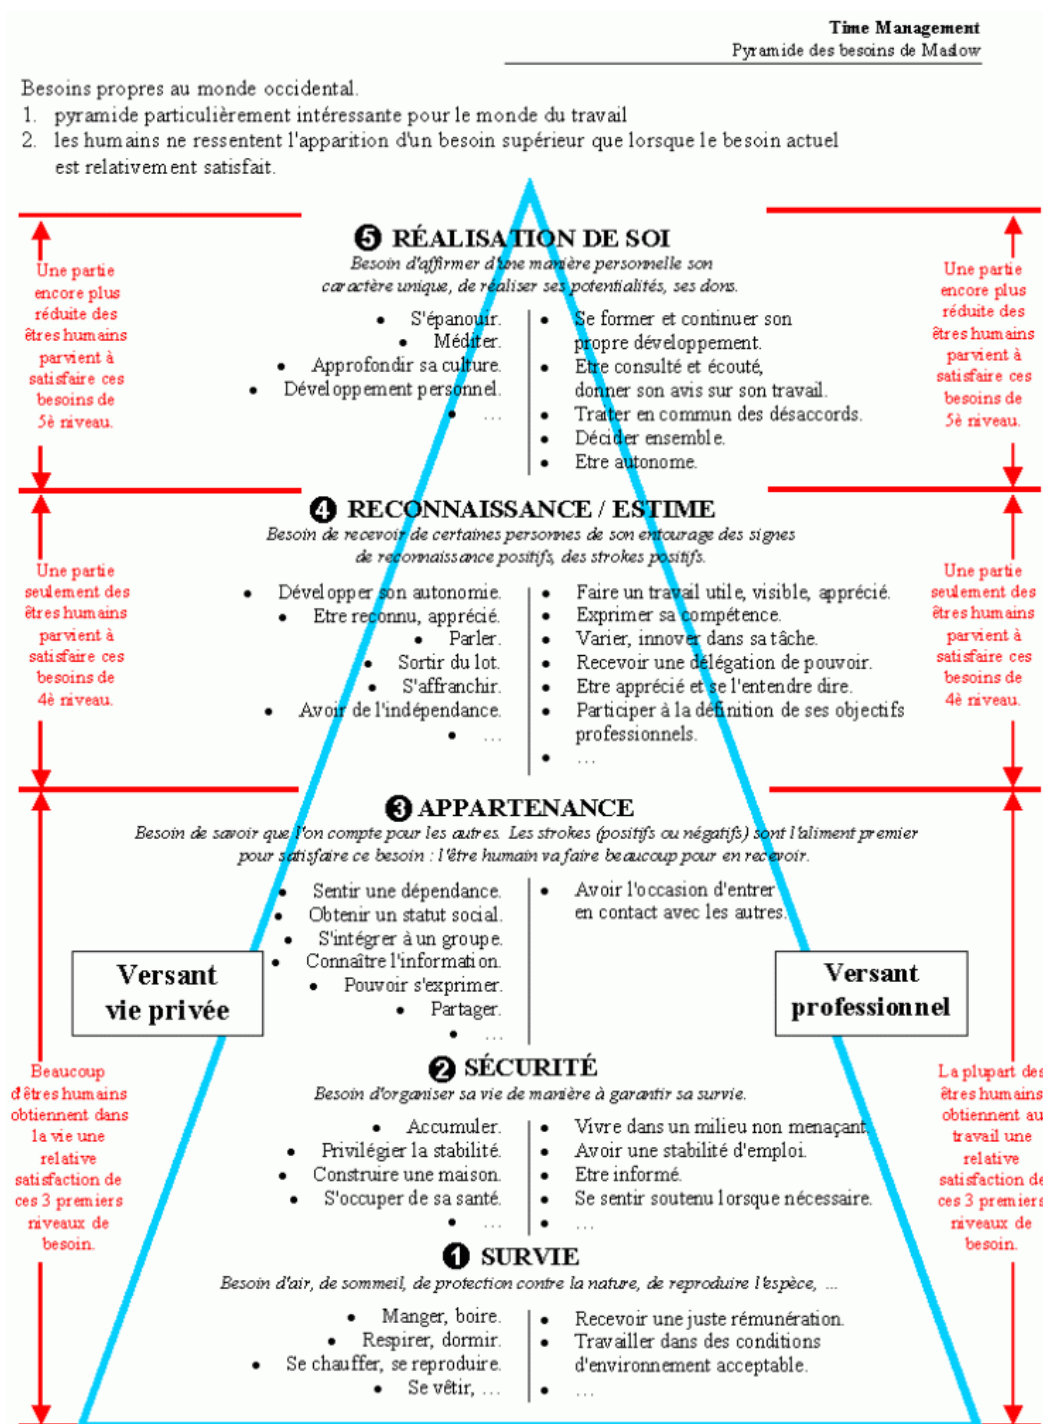 Time Management
Pyramide des besoins de Maslow
Besoins propres au monde occidental.
1. pyramide particulièrement intéressante pour le monde du travail
2. les humains ne ressentent l'apparition d'un besoin supérieur que lorsque le besoin actuel
est relativement satisfait.
❺ RÉALISATION DE SOI
Besoin d'affirmer d'une manière personnelle son
caractère unique, de réaliser ses potentialités, ses dons.
Une partie
encore plus
réduite des
êtres humains
parvient à
satisfaire ces
besoins de
5è niveau.
• S'épanouir.
• Méditer.
• Approfondir sa culture.
• Développement personnel.
• …
• Se former et continuer son
propre développement.
• Etre consulté et écouté,
donner son avis sur son travail.
• Traiter en commun des désaccords.
• Décider ensemble.
• Etre autonome.
Une partie
encore plus
réduite des
êtres humains
parvient à
satisfaire ces
besoins de
5è niveau.
❹ RECONNAISSANCE / ESTIME
Besoin de recevoir de certaines personnes de son entourage des signes
de reconnaissance positifs, des strokes positifs.
Une partie
seulement des
êtres humains
parvient à
satisfaire ces
besoins de
4è niveau.
• Développer son autonomie.
• Etre reconnu, apprécié.
• Parler.
• Sortir du lot.
• S'affranchir.
• Avoir de l'indépendance.
• …
• Faire un travail utile, visible, apprécié.
• Exprimer sa compétence.
• Varier, innover dans sa tâche.
• Recevoir une délégation de pouvoir.
• Etre apprécié et se l'entendre dire.
• Participer à la définition de ses objectifs
professionnels.
• …
Une partie
seulement des
êtres humains
parvient à
satisfaire ces
besoins de
4è niveau.
❸ APPARTENANCE
Besoin de savoir que l'on compte pour les autres. Les strokes (positifs ou négatifs) sont l'aliment premier
pour satisfaire ce besoin : l'être humain va faire beaucoup pour en recevoir.
• Sentir une dépendance.
• Obtenir un statut social.
• S'intégrer à un groupe.
• Connaître l'information.
• Pouvoir s'exprimer.
• Partager.
• …
• Avoir l'occasion d'entrer
en contact avec les autres.
Versant
vie privée
Versant
professionnel
❷ SÉCURITÉ
Besoin d'organiser sa vie de manière à garantir sa survie.
Beaucoup
d'êtres humains
obtiennent dans
la vie une
relative
satisfaction de
ces 3 premiers
niveaux de
besoin.
• Accumuler.
• Privilégier la stabilité.
• Construire une maison.
• S'occuper de sa santé.
• …
• Vivre dans un milieu non menaçant.
• Avoir une stabilité d'emploi.
• Etre informé.
• Se sentir soutenu lorsque nécessaire.
• …
La plupart des
êtres humains
obtiennent au
travail une
relative
satisfaction de
ces 3 premiers
niveaux de
besoin.
❶ SURVIE
Besoin d'air, de sommeil, de protection contre la nature, de reproduire l'espèce, …
• Manger, boire.
• Respirer, dormir.
• Se chauffer, se reproduire.
• Se vêtir, …
• Recevoir une juste rémunération.
• Travailler dans des conditions
d'environnement acceptable.
• …